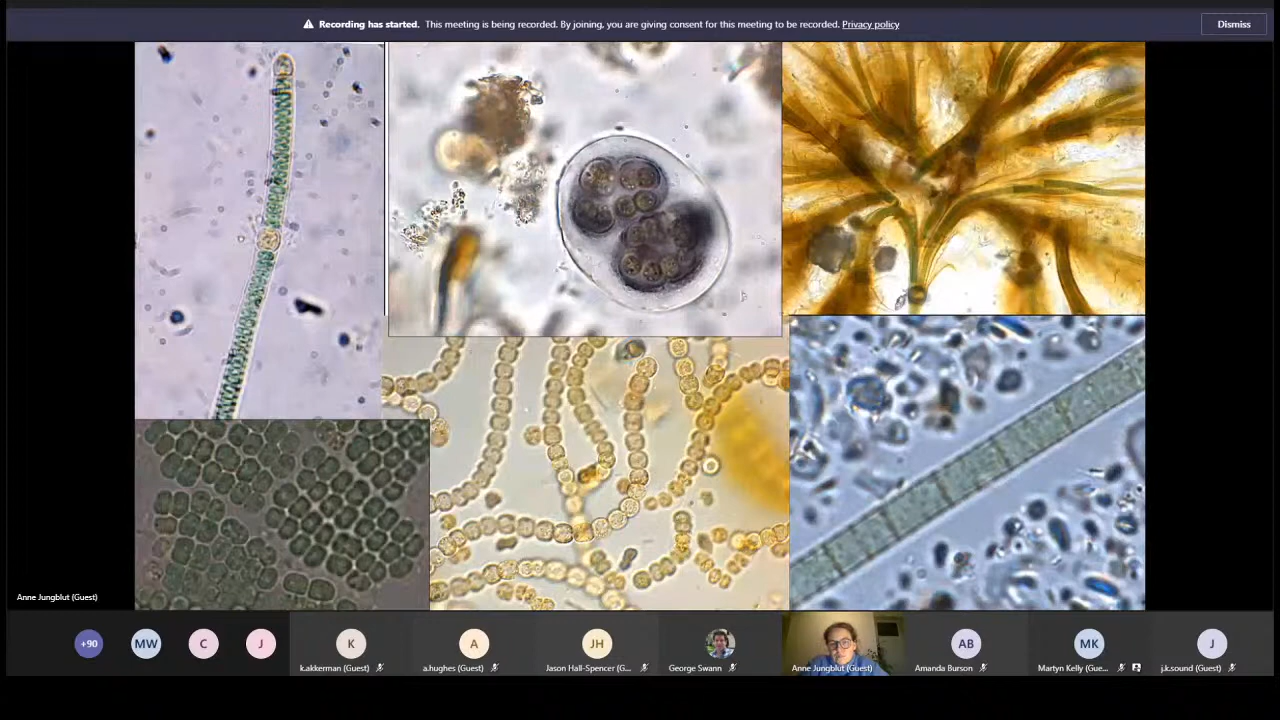 Recording has started. This meeting is being recorded. By joining, you are giving consent for this meeting to be recorded. Privacy policy
Dismiss
Anne Jungblut (Guest)
+90
MW
C
J
K
k.akkerman (Guest)
A
a.hughes (Guest)
JH
Jason Hall-Spencer (G...
George Swann
Anne Jungblut (Guest)
AB
Amanda Burson
MK
Martyn Kelly (Gue...
J
j.k.sound (Guest)